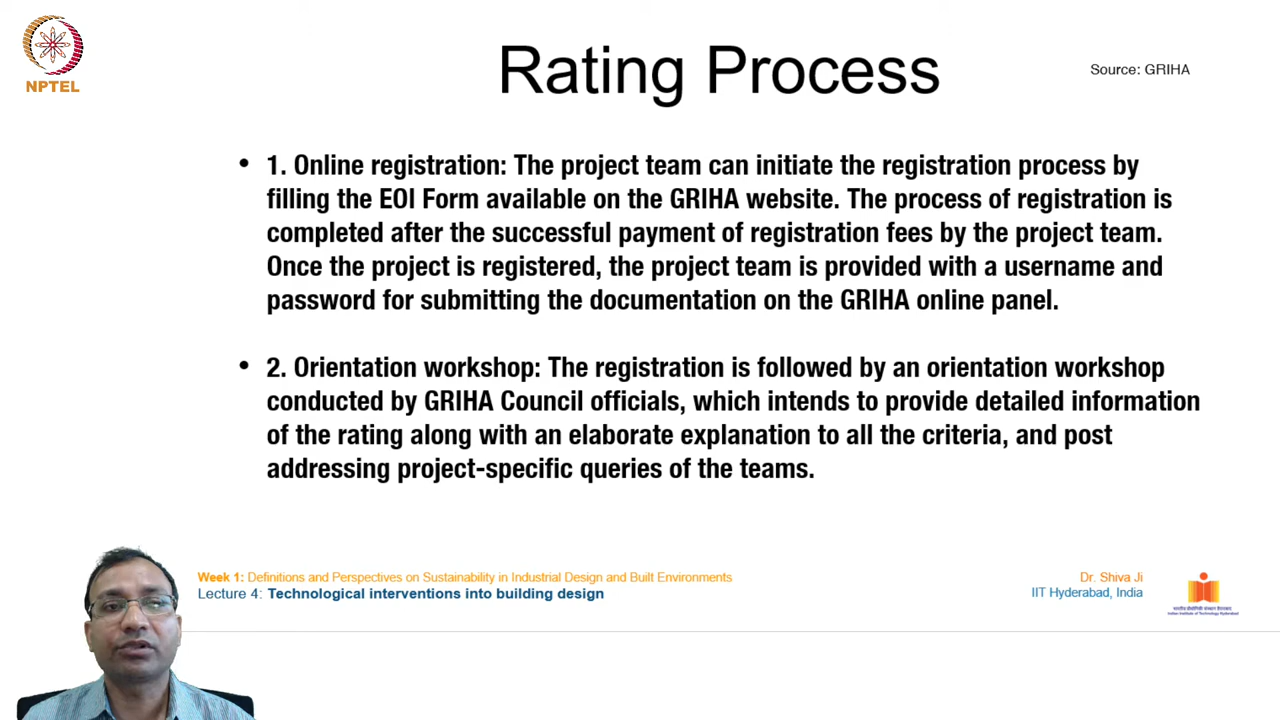 NPTEL
Rating Process
Source: GRIHA
• 1. Online registration: The project team can initiate the registration process by
filling the EOI Form available on the GRIHA website. The process of registration is
completed after the successful payment of registration fees by the project team.
Once the project is registered, the project team is provided with a username and
password for submitting the documentation on the GRIHA online panel.
• 2. Orientation workshop: The registration is followed by an orientation workshop
conducted by GRIHA Council officials, which intends to provide detailed information
of the rating along with an elaborate explanation to all the criteria, and post
addressing project-specific queries of the teams.
Week 1: Definitions and Perspectives on Sustainability in Industrial Design and Built Environments
Lecture 4: Technological interventions into building design
Dr. Shiva Ji
IIT Hyderabad, India
Indian Institute of Technology Hyderabad